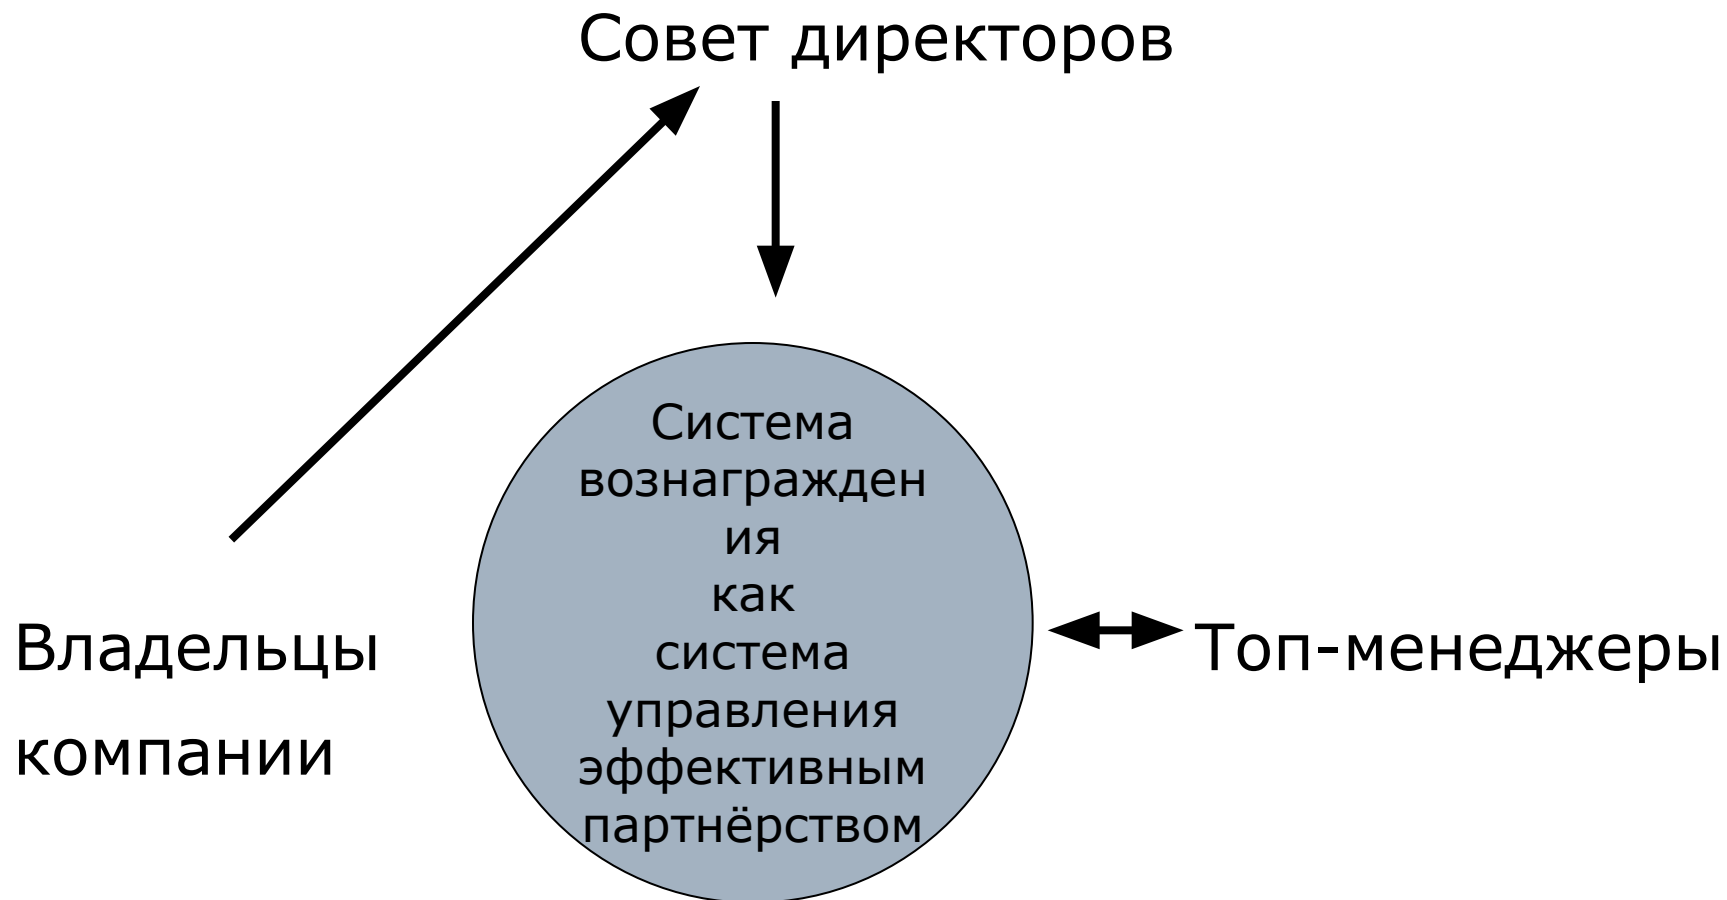 Совет директоров
Система
вознагражден
ия
как
система
управления
эффективным
партнёрством
Владельцы
компании
Топ-менеджеры